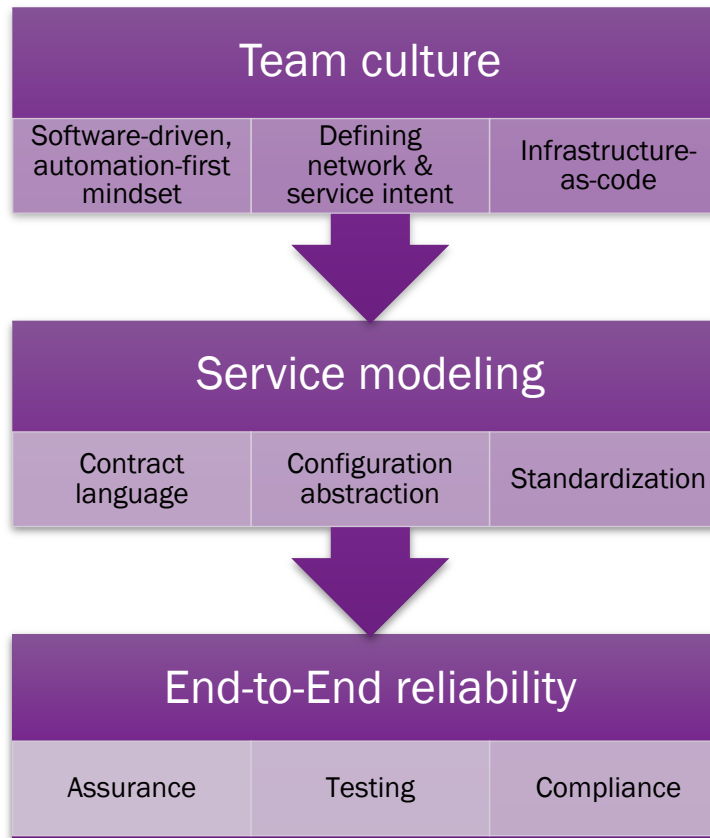 Team culture
Software-driven,
automation-first
mindset
Defining
network &
service intent
Infrastructure-
as-code
Service modeling
Contract
language
Configuration
abstraction
Standardization
End-to-End reliability
Assurance
Testing
Compliance